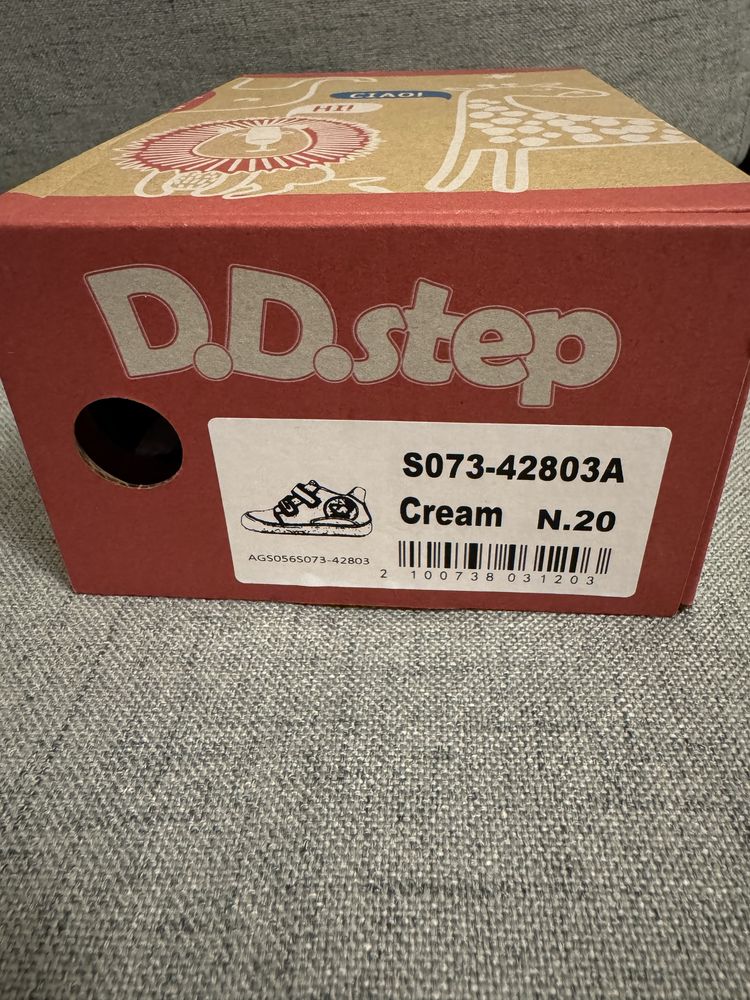 CIAO!
HI!
D.D.step
S073-42803A
Cream N.20
AGS056S073-42803
2 100738 031203